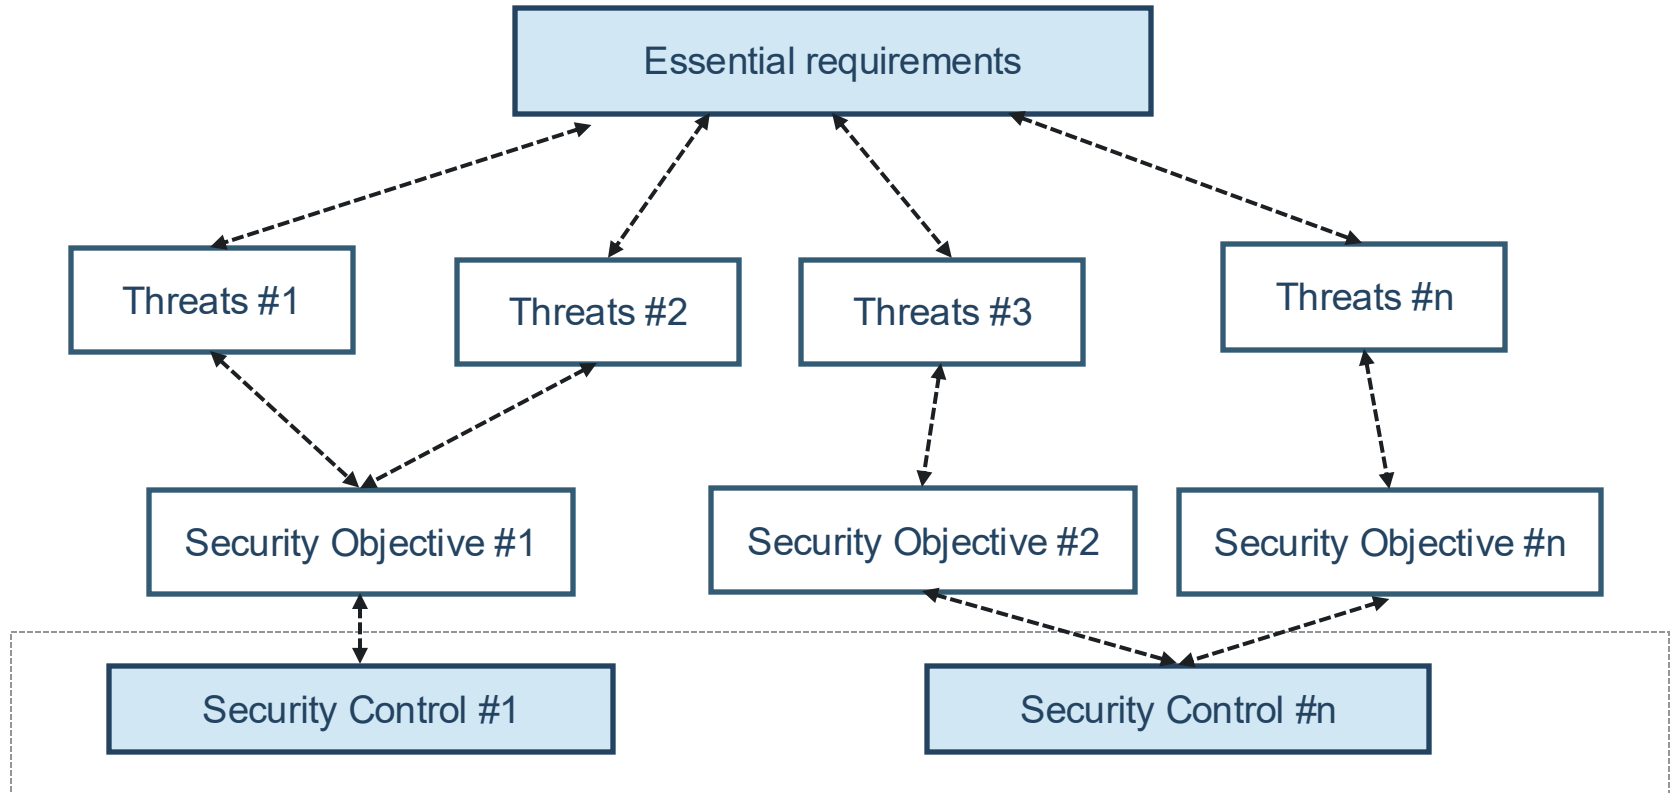 Essential requirements
Threats #1
Threats #2
Threats #3
Threats #n
Security Objective #1
Security Objective #2
Security Objective #n
Security Control #1
Security Control #n